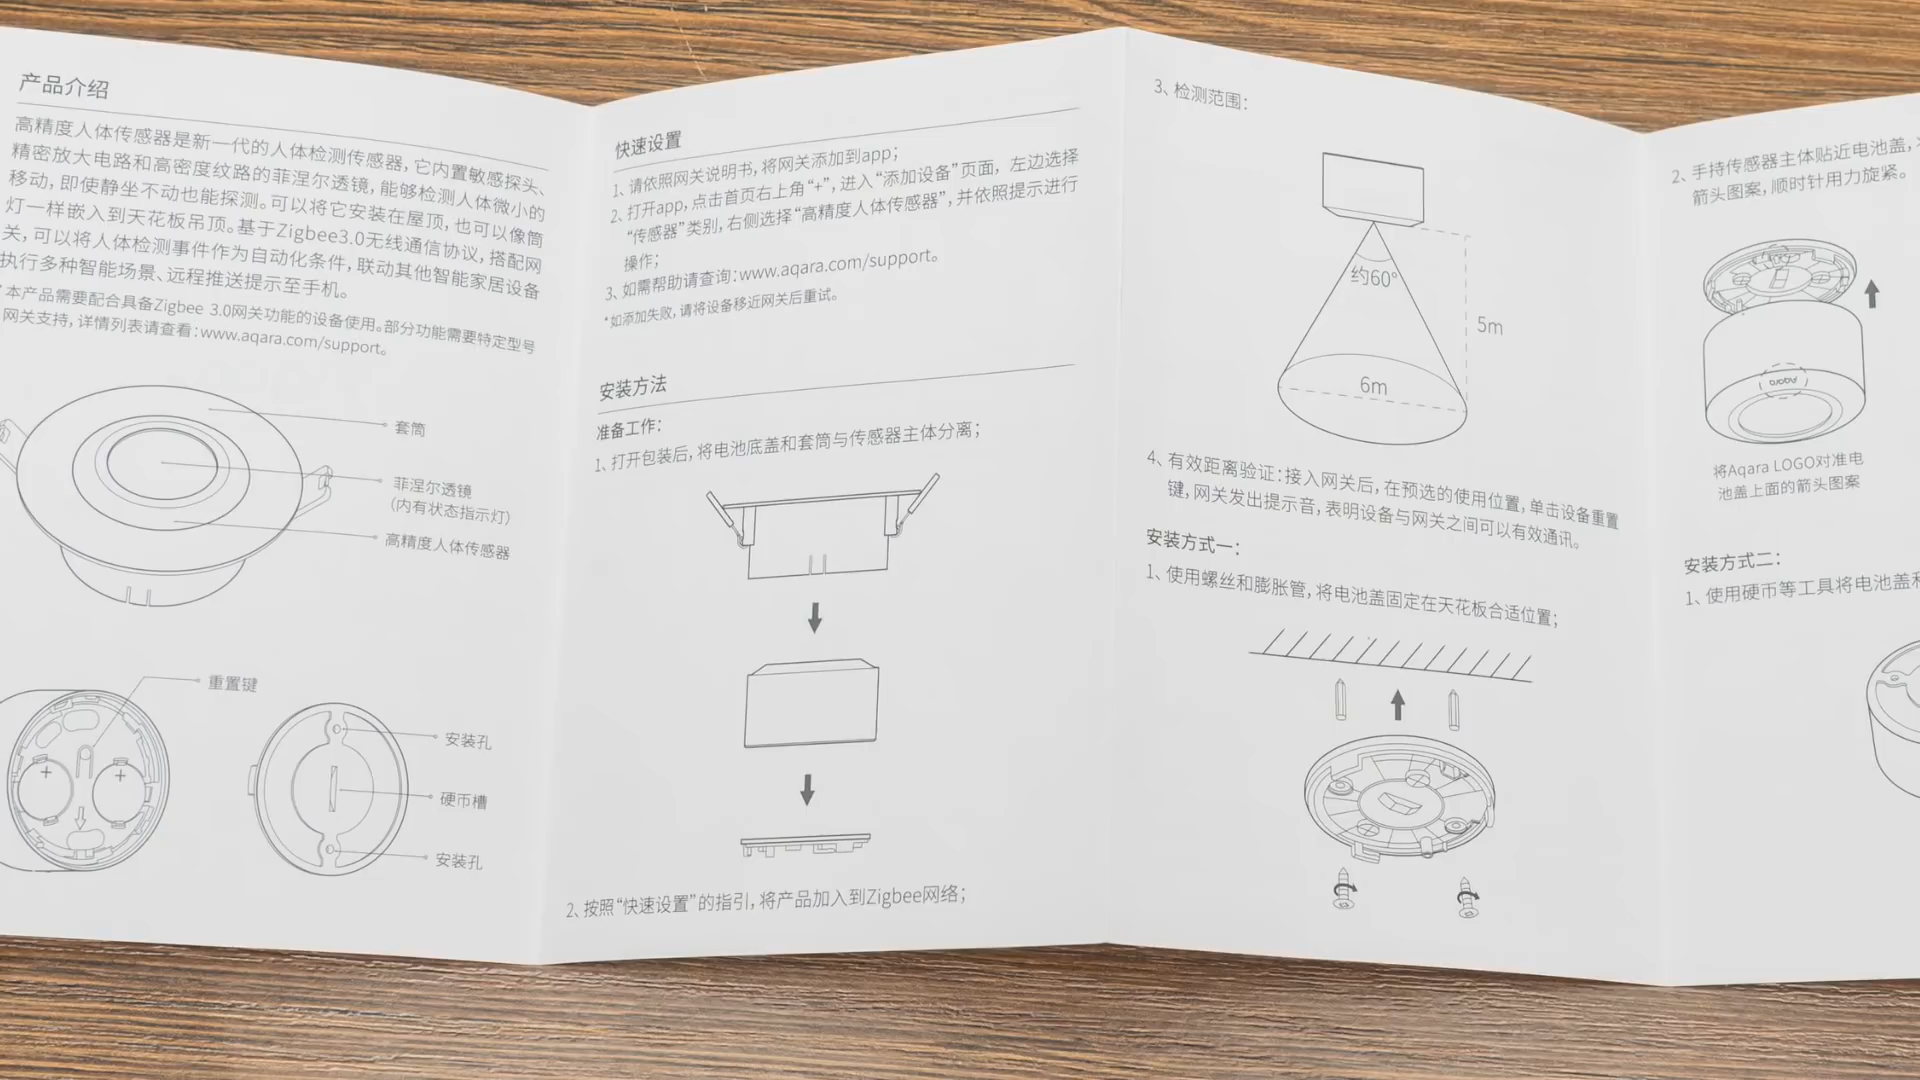 产品介绍
高精度人体传感器是新一代的人体检测传感器，它内置敏感探头、
精密放大电路和高密度纹路的菲涅尔透镜，能够检测人体微小的
移动，即使静坐不动也能探测。可以将它安装在屋顶，也可以像筒
灯一样嵌入到天花板吊顶。基于Zigbee3.0无线通信协议，搭配网
关，可以将人体检测事件作为自动化条件，联动其他智能家居设备
执行多种智能场景、远程推送提示至手机。
*本产品需要配合具备Zigbee 3.0网关功能的设备使用。部分功能需要特定型号
网关支持，详情列表请查看：www.aqara.com/support。
套筒
菲涅尔透镜
（内有状态指示灯）
高精度人体传感器
重置键
安装孔
硬币槽
安装孔
快速设置
1、请依照网关说明书，将网关添加到app；
2、打开app，点击首页右上角“+”，进入“添加设备”页面，左边选择
“传感器”类别，右侧选择“高精度人体传感器”，并依照提示进行
操作；
3、如需帮助请查询：www.aqara.com/support。
*如添加失败，请将设备移近网关后重试。
安装方法
准备工作：
1、打开包装后，将电池底盖和套筒与传感器主体分离；
2、按照“快速设置”的指引，将产品加入到Zigbee网络；
3、检测范围：
约60°
5m
6m
4、有效距离验证：接入网关后，在预选的使用位置，单击设备重置
键，网关发出提示音，表明设备与网关之间可以有效通讯。
安装方式一：
1、使用螺丝和膨胀管，将电池盖固定在天花板合适位置；
2、手持传感器主体贴近电池盖，
箭头图案，顺时针用力旋紧。
Aqara
将Aqara LOGO对准电
池盖上面的箭头图案
安装方式二：
1、使用硬币等工具将电池盖和